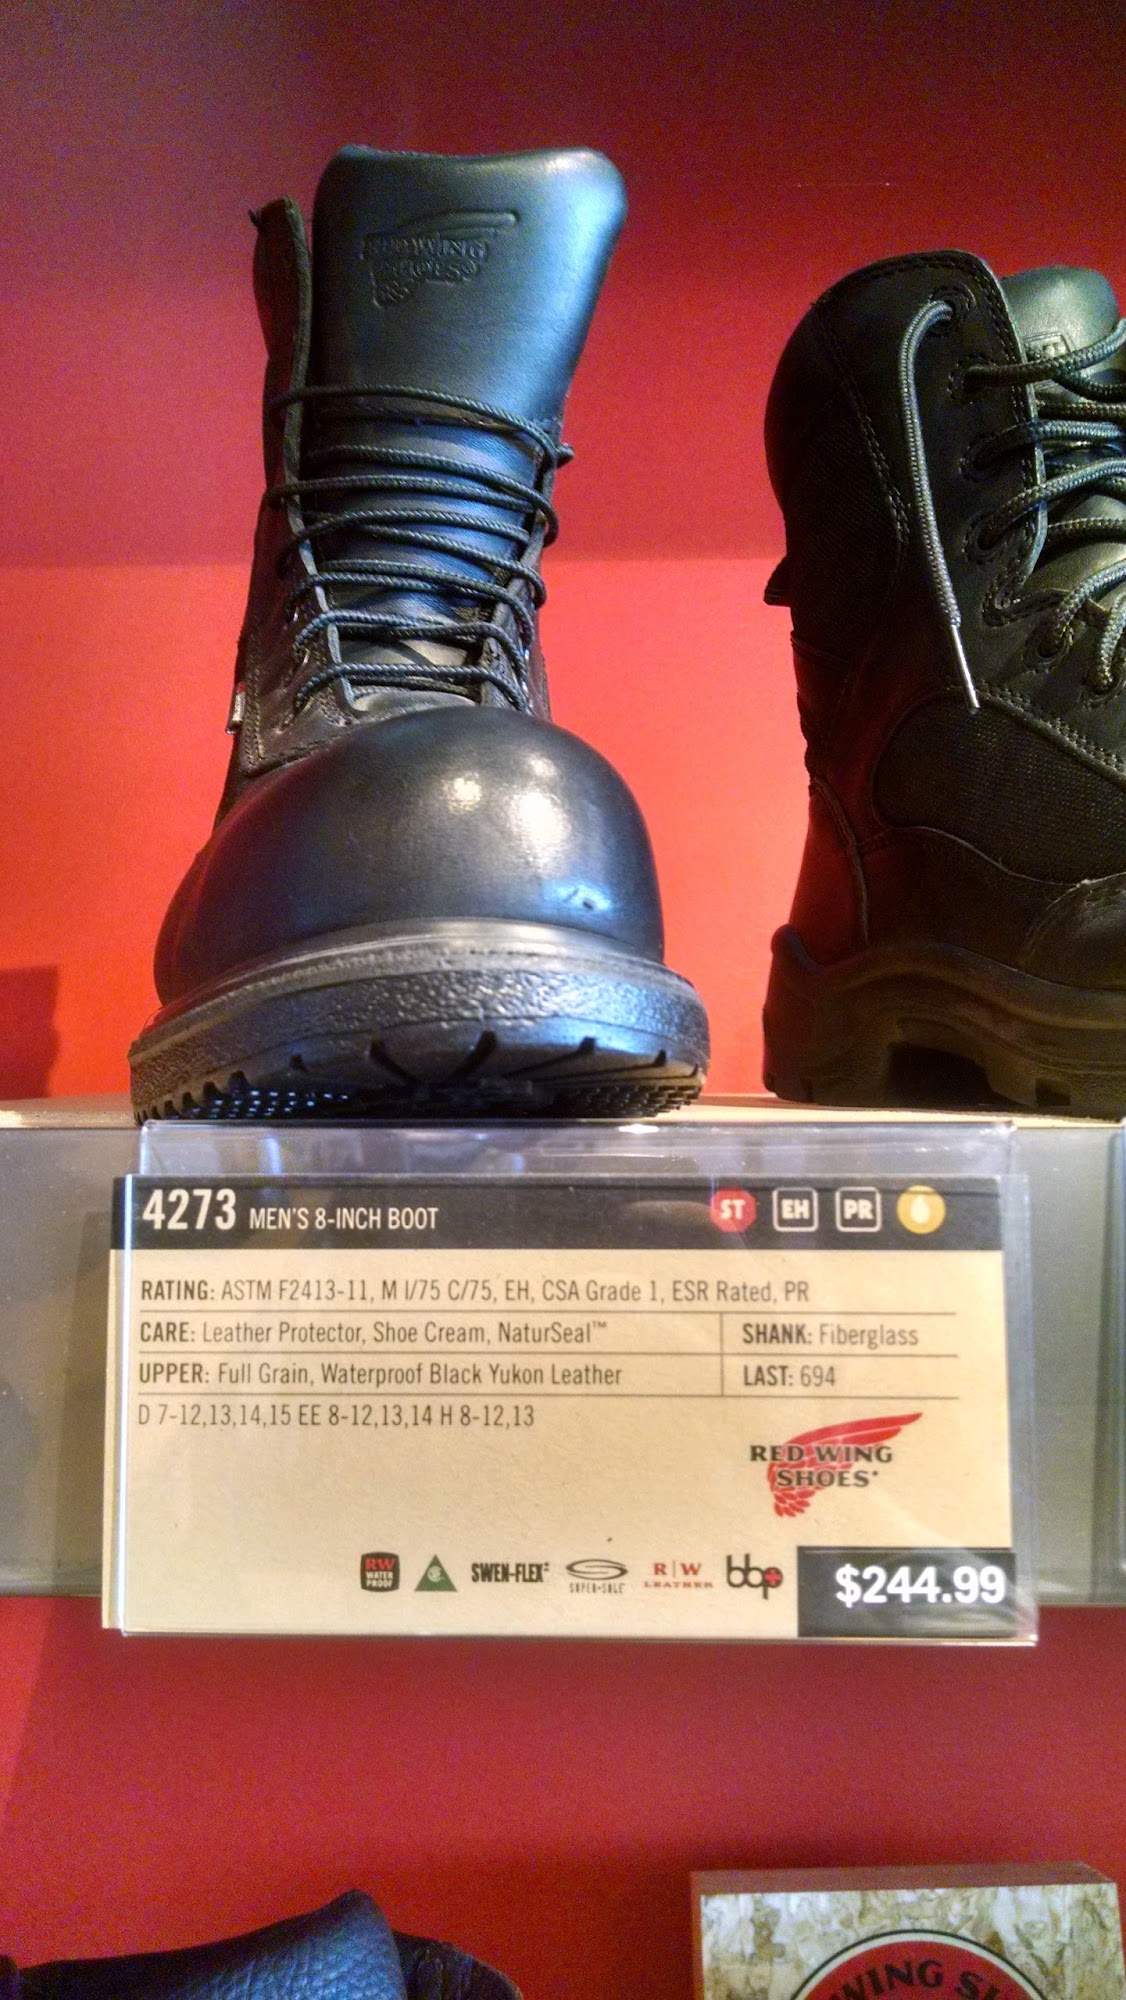 RED WING
SHOES
4273 MEN'S 8-INCH BOOT
ST EH PR
RATING: ASTM F2413-11, M I/75 C/75, EH, CSA Grade 1, ESR Rated, PR
CARE: Leather Protector, Shoe Cream, NaturSeal™
SHANK: Fiberglass
UPPER: Full Grain, Waterproof Black Yukon Leather
LAST: 694
D 7-12,13,14,15 EE 8-12,13,14 H 8-12,13
RED WING
SHOES
RW
WATER
PROOF
SWEN-FLEX
SUPER-SOLE
R|W
LEATHER
bbp
$244.99
WING